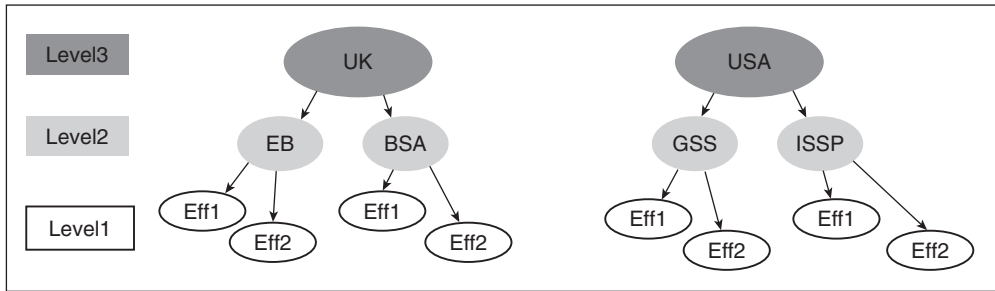 Level3
UK
USA
Level2
EB
BSA
GSS
ISSP
Level1
Eff1
Eff2
Eff1
Eff2
Eff1
Eff2
Eff1
Eff2